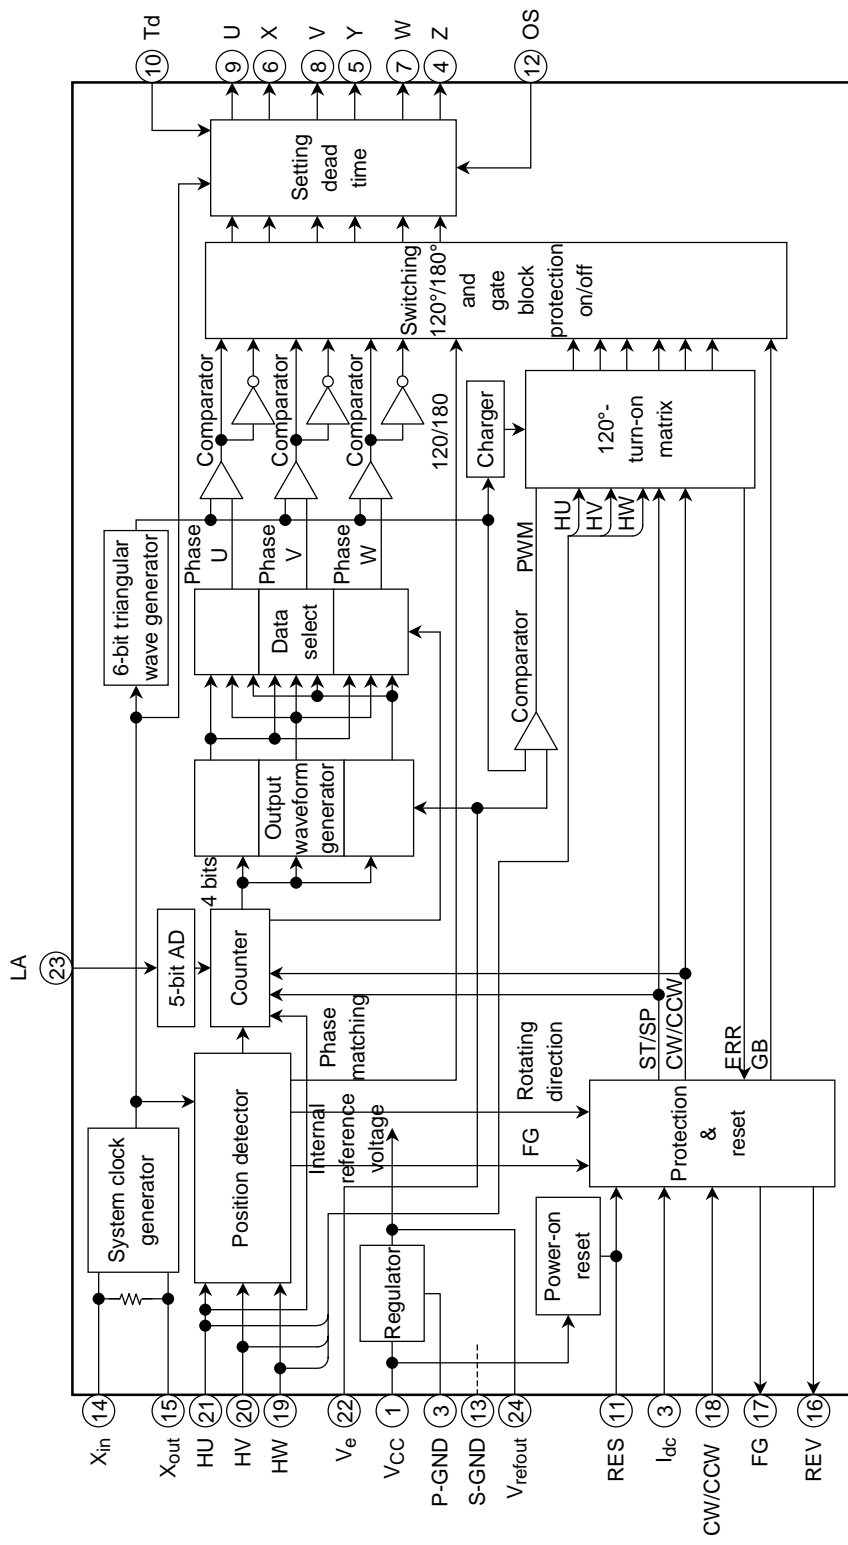 LA
23
Xin
14
Xout
15
HU
21
HV
20
HW
19
Ve
22
VCC
1
P-GND
3
S-GND
13
Vrefout
24
RES
11
Idc
3
CW/CCW
18
FG
17
REV
16
System clock
generator
Position detector
Regulator
Power-on
reset
Protection
&
reset
Internal
reference
voltage
Phase
matching
FG
Rotating
direction
ST/SP
CW/CCW
ERR
GB
5-bit AD
Counter
4 bits
Output
waveform
generator
6-bit triangular
wave generator
Data
select
Phase
U
Phase
V
Phase
W
Comparator
Comparator
Comparator
Comparator
PWM
HU
HV
HW
120/180
Charger
120°-
turn-on
matrix
Switching
120°/180°
and
gate
block
protection
on/off
Setting
dead
time
10
Td
9
U
6
X
8
V
5
Y
7
W
4
Z
12
OS